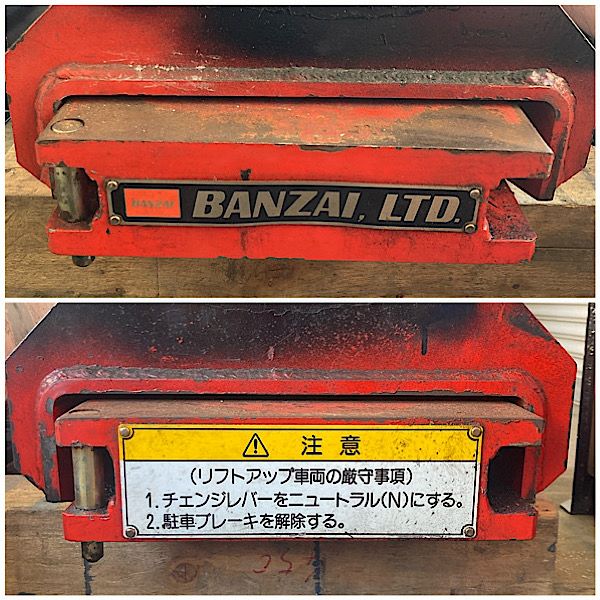 BANZAI
BANZAI, LTD.
注意
(リフトアップ車両の厳守事項)
1.チェンジレバーをニュートラル(N)にする。
2.駐車ブレーキを解除する。